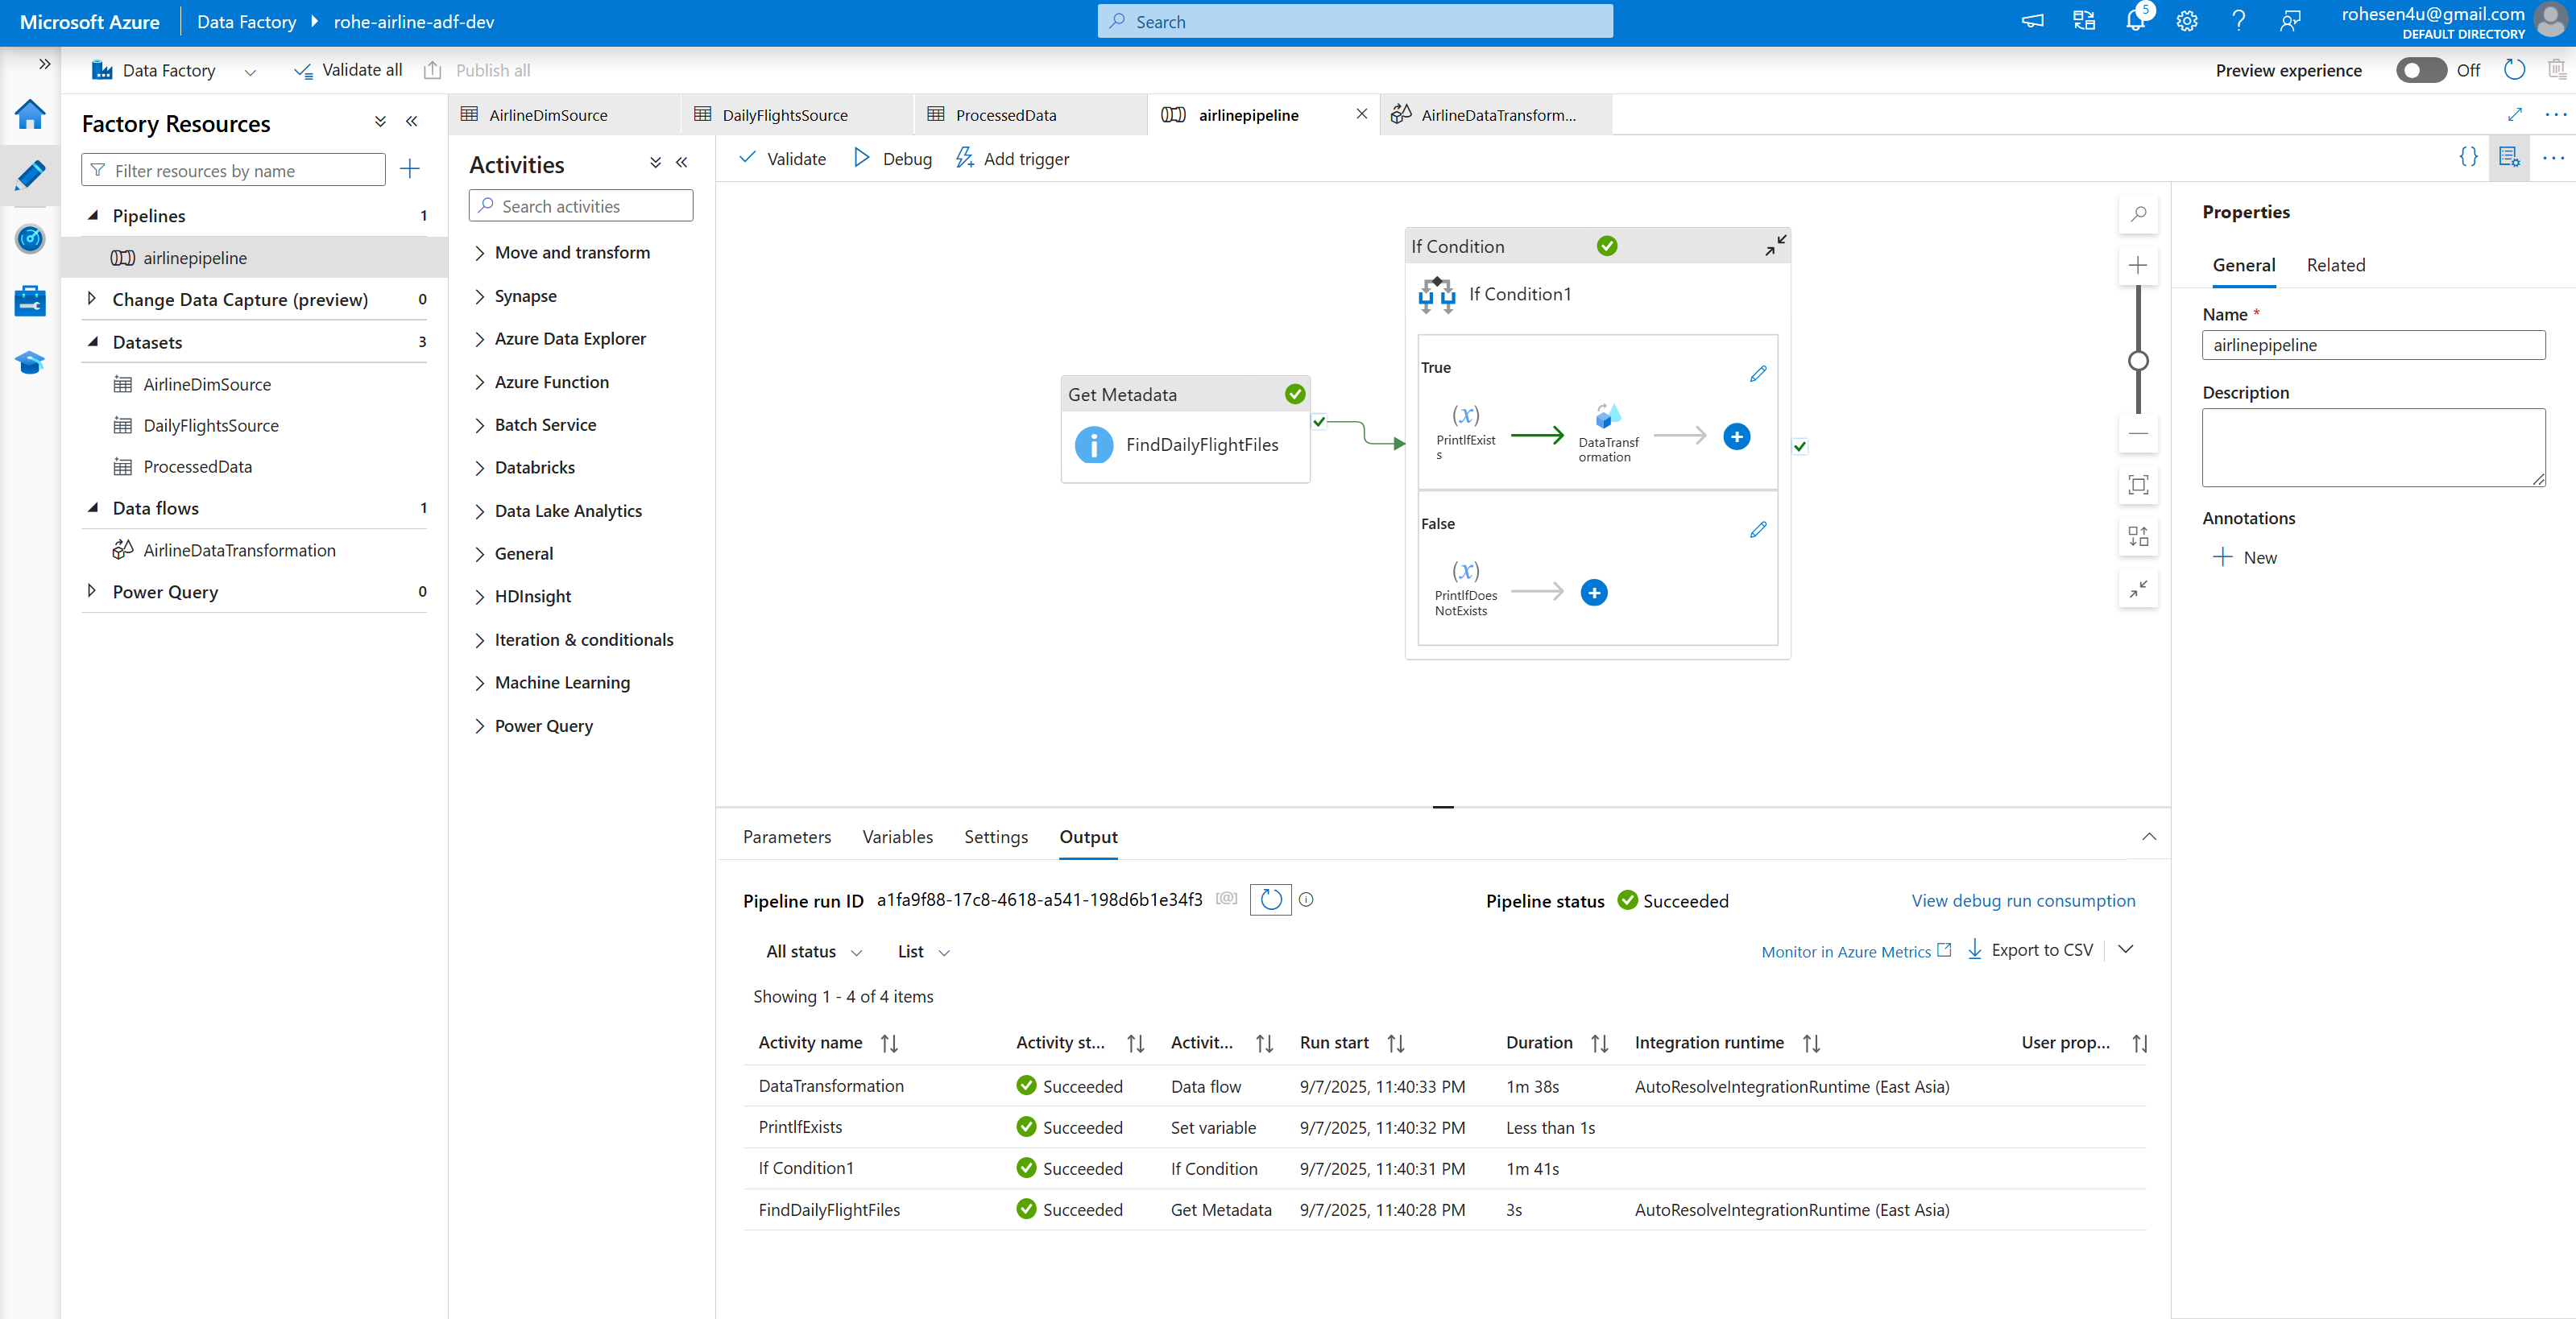 Microsoft Azure
Data Factory
rohe-airline-adf-dev
Search
5
rohesen4u@gmail.com
DEFAULT DIRECTORY
Data Factory
Validate all
Publish all
Preview experience
Off
Factory Resources
Filter resources by name
Pipelines 1
airlinepipeline
Change Data Capture (preview) 0
Datasets 3
AirlineDimSource
DailyFlightsSource
ProcessedData
Data flows 1
AirlineDataTransformation
Power Query 0
AirlineDimSource
DailyFlightsSource
ProcessedData
airlinepipeline
AirlineDataTransform...
Activities
Search activities
Move and transform
Synapse
Azure Data Explorer
Azure Function
Batch Service
Databricks
Data Lake Analytics
General
HDInsight
Iteration & conditionals
Machine Learning
Power Query
Validate
Debug
Add trigger
{}
Get Metadata
FindDailyFlightFiles
If Condition
If Condition1
True
(x)
PrintIfExist
s
DataTransf
ormation
False
(x)
PrintIfDoes
NotExists
Properties
General
Related
Name *
airlinepipeline
Description
Annotations
New
Parameters
Variables
Settings
Output
Pipeline run ID a1fa9f88-17c8-4618-a541-198d6b1e34f3 [@]
Pipeline status Succeeded
View debug run consumption
All status
List
Monitor in Azure Metrics
Export to CSV
Showing 1 - 4 of 4 items
Activity name Activity st... Activit... Run start Duration Integration runtime User prop...
DataTransformation Succeeded Data flow 9/7/2025, 11:40:33 PM 1m 38s AutoResolveIntegrationRuntime (East Asia)
PrintIfExists Succeeded Set variable 9/7/2025, 11:40:32 PM Less than 1s
If Condition1 Succeeded If Condition 9/7/2025, 11:40:31 PM 1m 41s
FindDailyFlightFiles Succeeded Get Metadata 9/7/2025, 11:40:28 PM 3s AutoResolveIntegrationRuntime (East Asia)